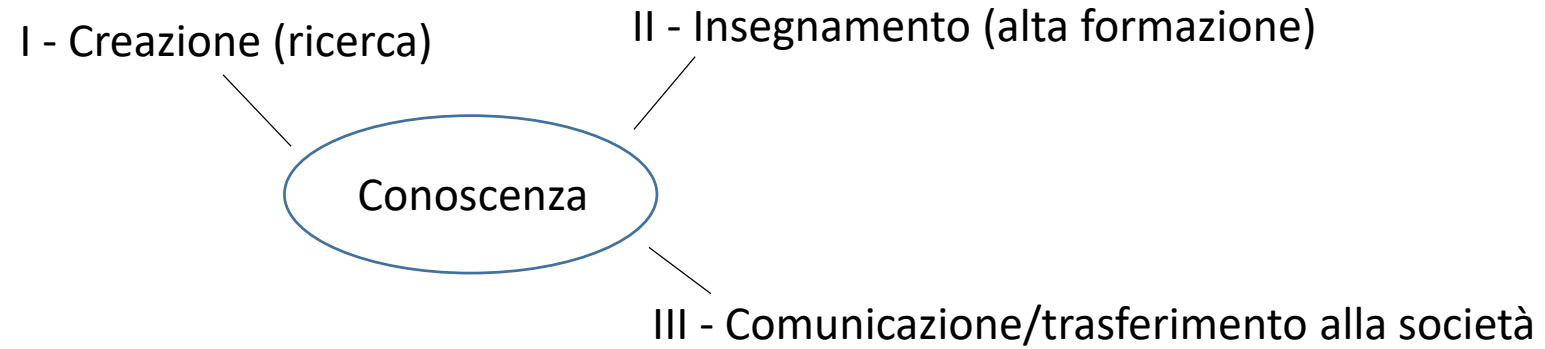 I - Creazione (ricerca)
II - Insegnamento (alta formazione)
Conoscenza
III - Comunicazione/trasferimento alla società